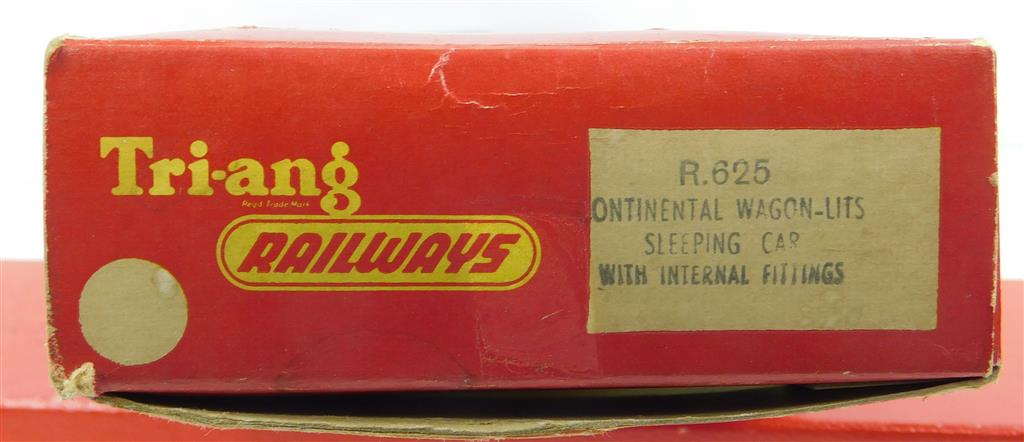 Tri-ang
Regd Trade Mark
RAILWAYS
R.625
ONTINENTAL WAGON-LITS
SLEEPING CAR
WITH INTERNAL FITTINGS